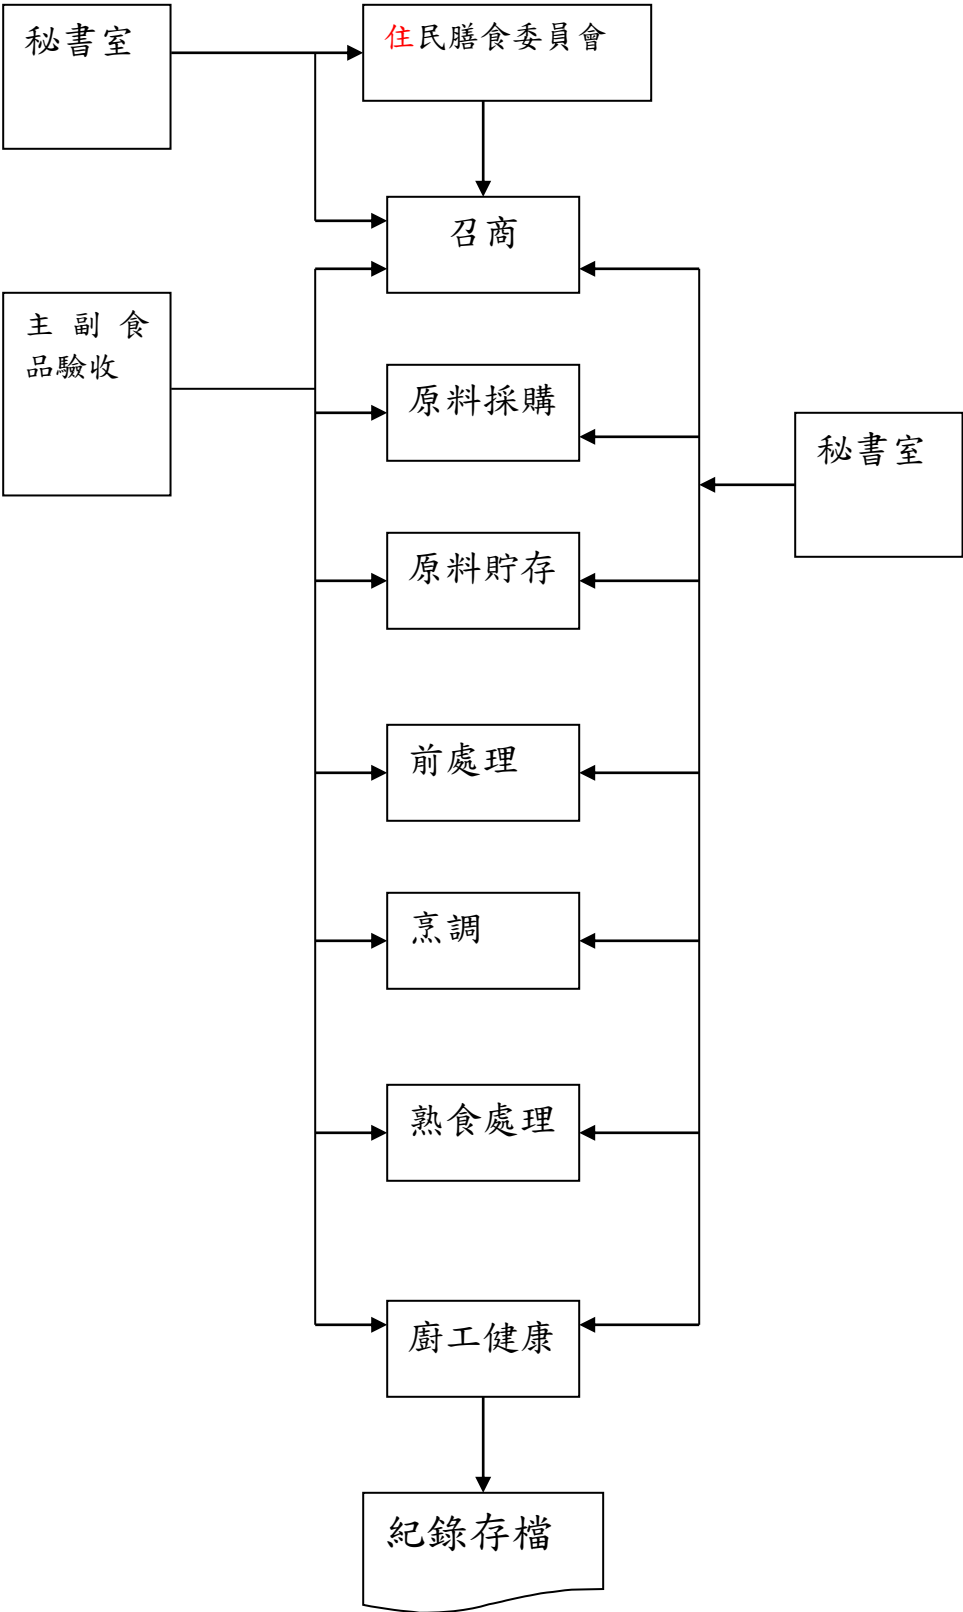 秘書室
住民膳食委員會
召商
主副食
品驗收
原料採購
秘書室
原料貯存
前處理
烹調
熟食處理
廚工健康
紀錄存檔